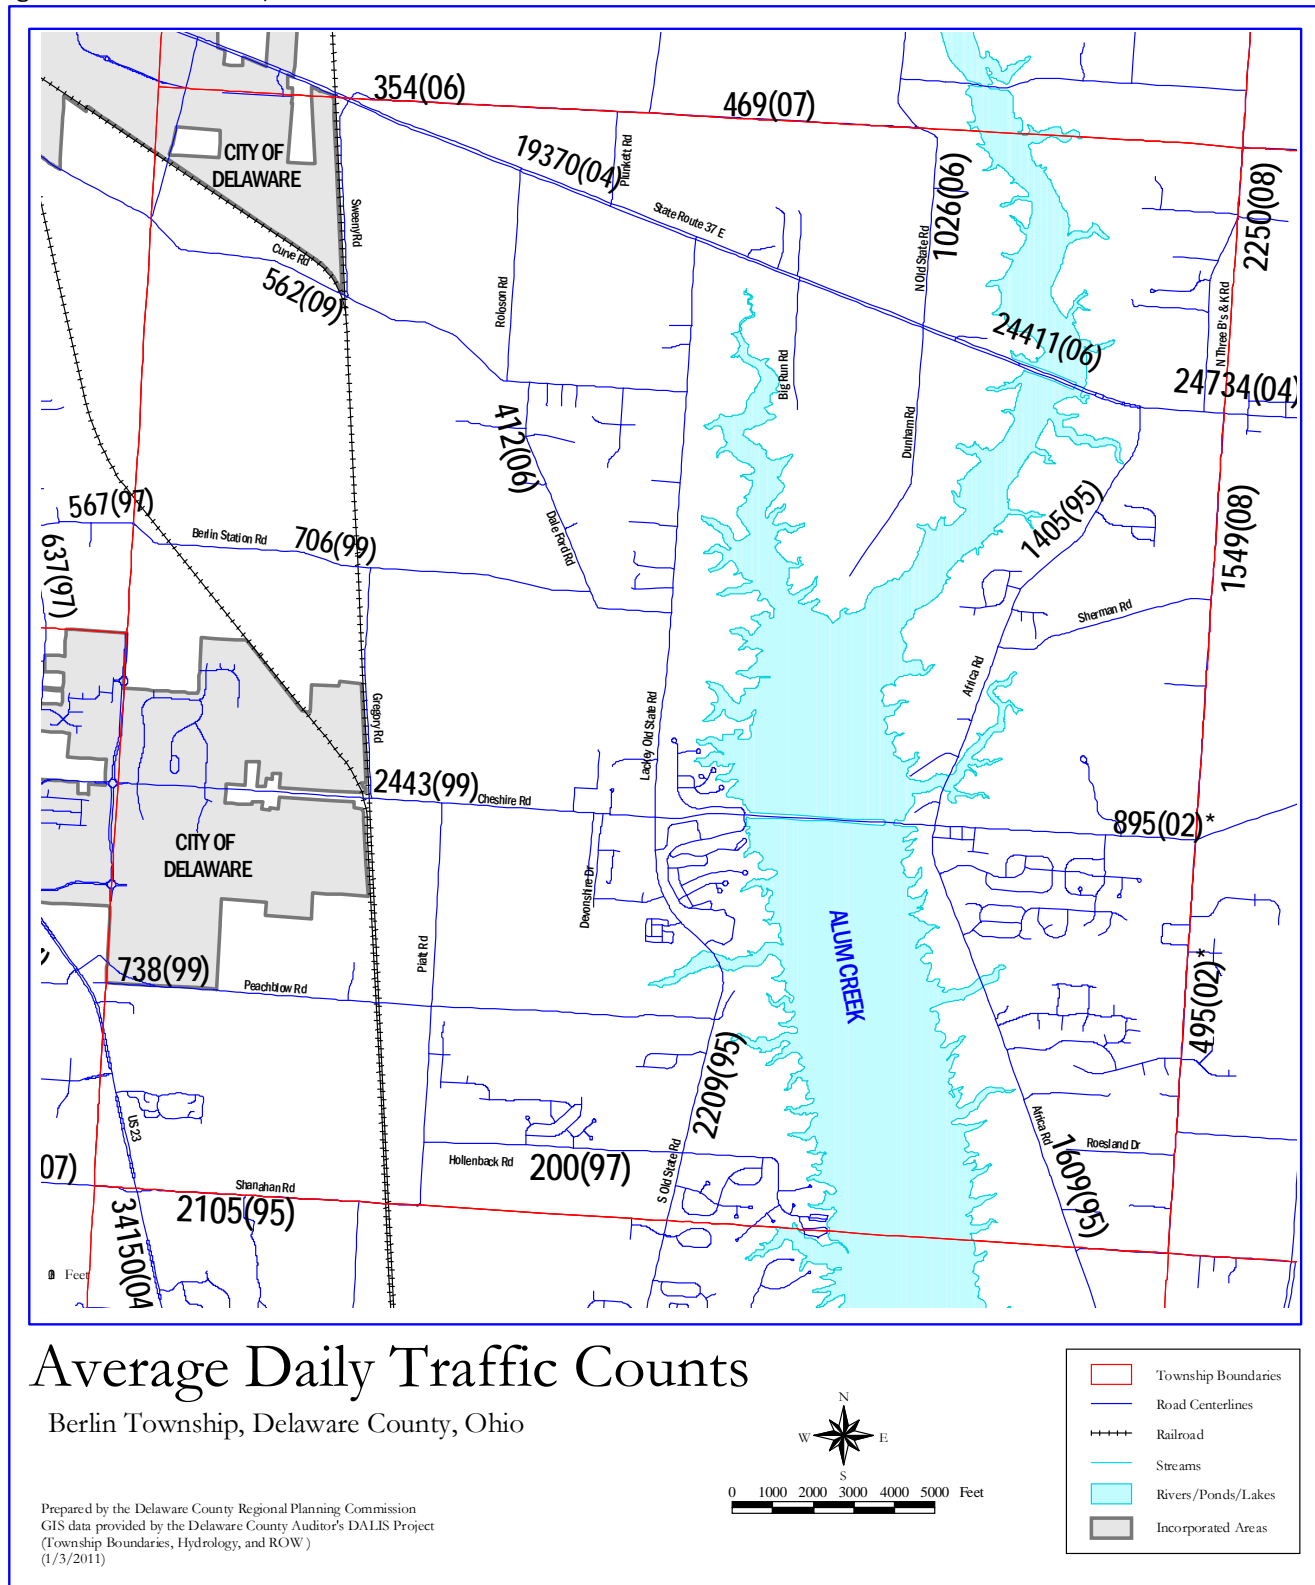 354(06)
469(07)
19370(04)
Plunkett Rd
CITY OF
DELAWARE
Sweeny Rd
State Route 37 E
1026(06)
N Old State Rd
2250(08)
Curve Rd
562(09)
Roloson Rd
Big Run Rd
24411(06)
N Three B's & K Rd
24734(04)
412(06)
Dunham Rd
567(97)
Berlin Station Rd
706(99)
637(97)
Dale Ford Rd
1405(95)
1549(08)
Sherman Rd
Africa Rd
Gregory Rd
Lackey Old State Rd
2443(99)
Cheshire Rd
895(02)*
CITY OF
DELAWARE
Devonshire Dr
ALUM CREEK
Piatt Rd
738(99)
Peachblow Rd
495(02)*
2209(95)
US 23
Africa Rd
1609(95)
Roesland Dr
Hollenback Rd
200(97)
S Old State Rd
07)
Shanahan Rd
2105(95)
34150(04
Feet
Average Daily Traffic Counts
Berlin Township, Delaware County, Ohio
N
W E
S
0 1000 2000 3000 4000 5000 Feet
Township Boundaries
Road Centerlines
Railroad
Streams
Rivers/Ponds/Lakes
Incorporated Areas
Prepared by the Delaware County Regional Planning Commission
GIS data provided by the Delaware County Auditor's DALIS Project
(Township Boundaries, Hydrology, and ROW )
(1/3/2011)